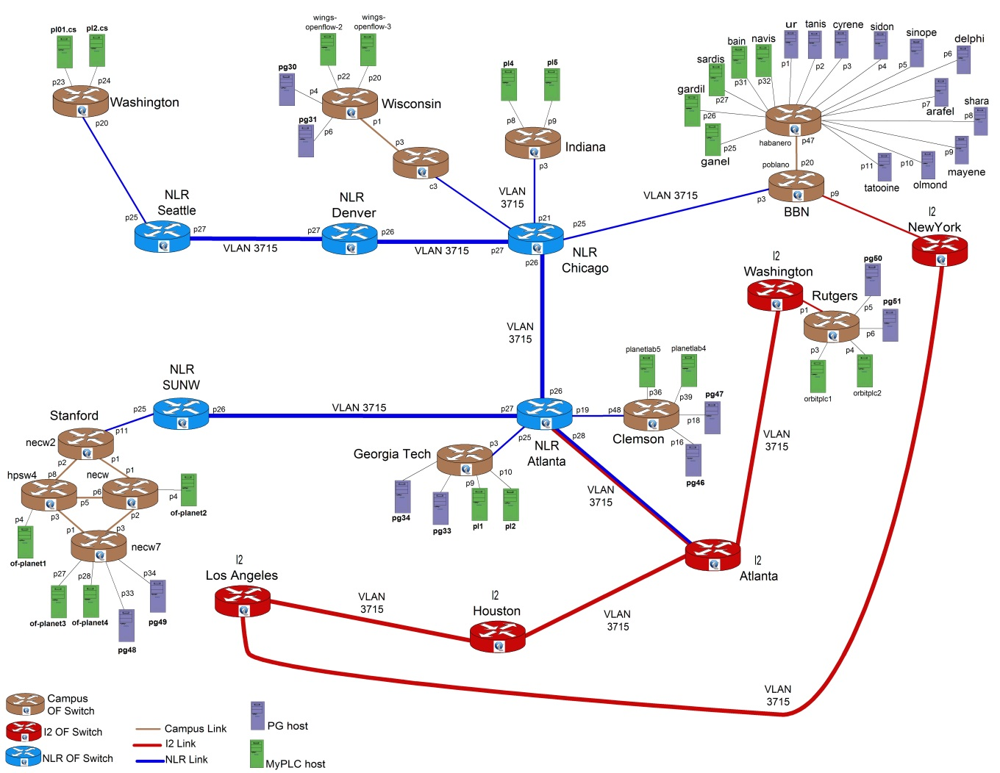 pl01.cs
pl2.cs
p23
p24
Washington
p20
wings-
openflow-2
wings-
openflow-3
pg30
p22
p20
p4
Wisconsin
pg31
p6
p1
p3
c3
pl4
pl5
p8
p9
Indiana
p3
VLAN
3715
p21
ur
tanis
cyrene
sidon
sinope
delphi
bain
navis
sardis
gardil
ganel
p31
p32
p27
p26
p25
p1
p2
p3
p4
p5
p6
p7
arafel
shara
p8
p9
mayene
p10
olmond
p11
tatooine
habanero
p47
poblano
p20
p3
p9
BBN
VLAN 3715
p25
I2
NewYork
NLR
Seattle
p25
p27
VLAN 3715
NLR
Denver
p27
p26
VLAN 3715
p27
p26
NLR
Chicago
VLAN
3715
I2
Washington
p1
Rutgers
pg50
p5
pg51
p6
p3
p4
orbitplc1
orbitplc2
VLAN
3715
NLR
SUNW
p25
p26
VLAN 3715
p27
p26
p19
p25
p28
NLR
Atlanta
p48
planetlab5
planetlab4
p36
p39
pg47
p18
p16
pg46
Clemson
Georgia Tech
p3
p9
p10
pg34
pg33
pl1
pl2
VLAN
3715
Stanford
necw2
p11
p2
p1
hpsw4
p8
necw
p1
p6
p5
p4
of-planet2
p4
of-planet1
p3
p2
p1
p3
necw7
p27
p28
p33
p34
of-planet3
of-planet4
pg48
pg49
I2
Los Angeles
VLAN
3715
I2
Houston
VLAN
3715
I2
Atlanta
VLAN
3715
Campus
OF Switch
I2 OF Switch
NLR OF Switch
Campus Link
I2 Link
NLR Link
PG host
MyPLC host